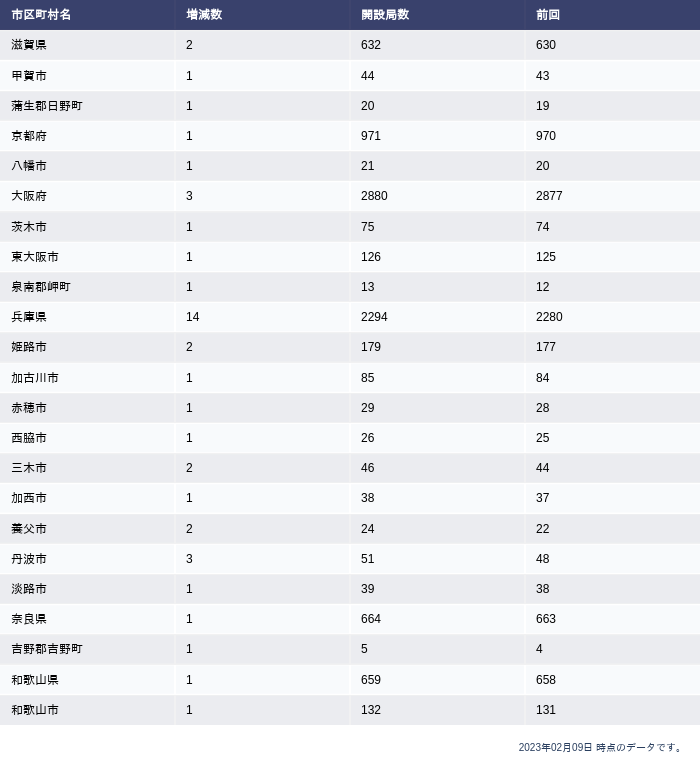 市区町村名 増減数 開設局数 前回
滋賀県 2 632 630
甲賀市 1 44 43
蒲生郡日野町 1 20 19
京都府 1 971 970
八幡市 1 21 20
大阪府 3 2880 2877
茨木市 1 75 74
東大阪市 1 126 125
泉南郡岬町 1 13 12
兵庫県 14 2294 2280
姫路市 2 179 177
加古川市 1 85 84
赤穂市 1 29 28
西脇市 1 26 25
三木市 2 46 44
加西市 1 38 37
養父市 2 24 22
丹波市 3 51 48
淡路市 1 39 38
奈良県 1 664 663
吉野郡吉野町 1 5 4
和歌山県 1 659 658
和歌山市 1 132 131
2023年02月09日 時点のデータです。